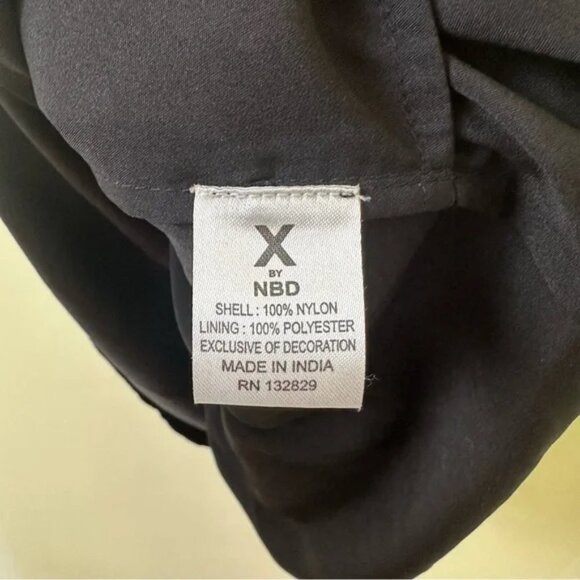 X
BY
NBD
SHELL : 100% NYLON
LINING : 100% POLYESTER
EXCLUSIVE OF DECORATION
MADE IN INDIA
RN 132829